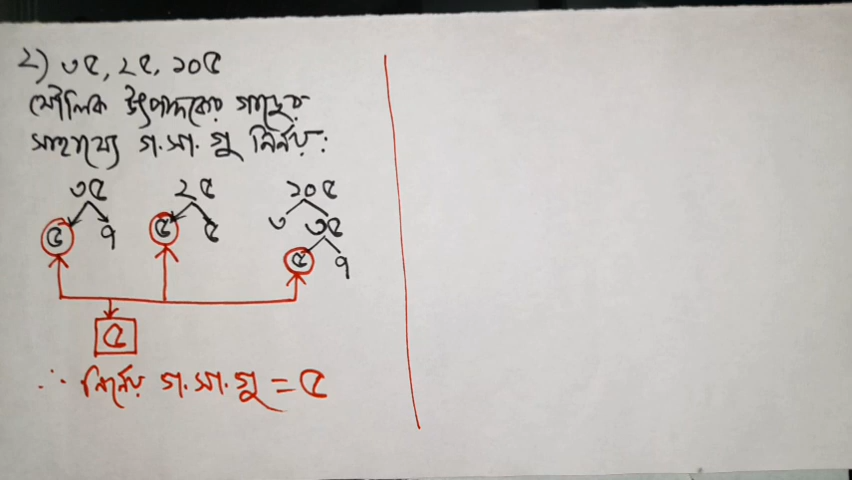 ২) ৩৫, ২৫, ১০৫
মৌলিক উৎপাদকের গাছের
সাহায্যে গ.সা.গু নির্নয়:
৩৫ ২৫ ১০৫
৫ ৭ ৫ ৫ ৩ ৩৫
৫ ৭
৫
∴ নির্নেয় গ.সা.গু = ৫